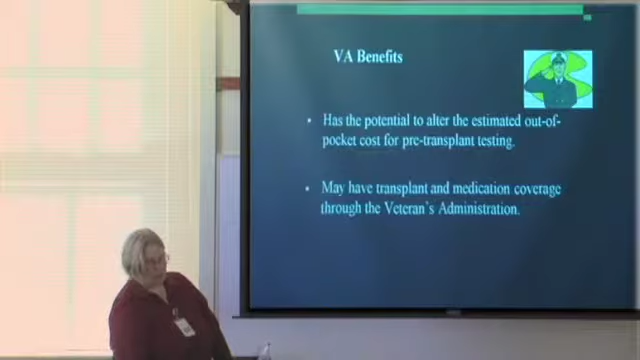 VA Benefits
• Has the potential to alter the estimated out-of-
pocket cost for pre-transplant testing.
• May have transplant and medication coverage
through the Veteran's Administration.